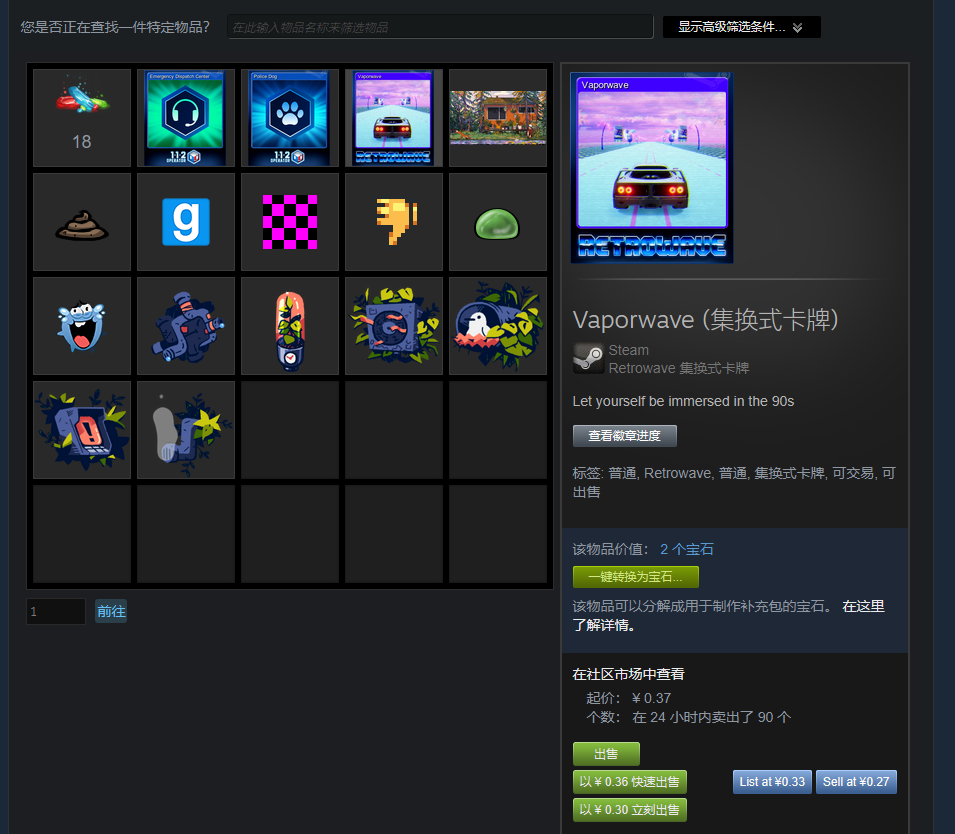 您是否正在查找一件特定物品?
在此输入物品名称来筛选物品
显示高级筛选条件...
18
Emergency Dispatch Center
112
OPERATOR
Police Dog
112
OPERATOR
Vaporwave
RETROWAVE
g
1
前往
Vaporwave
RETROWAVE
Vaporwave (集换式卡牌)
Steam
Retrowave 集换式卡牌
Let yourself be immersed in the 90s
查看徽章进度
标签: 普通, Retrowave, 普通, 集换式卡牌, 可交易, 可
出售
该物品价值： 2 个宝石
一键转换为宝石...
该物品可以分解成用于制作补充包的宝石。 在这里
了解详情。
在社区市场中查看
起价： ¥ 0.37
个数： 在 24 小时内卖出了 90 个
出售
以 ¥ 0.36 快速出售
List at ¥0.33
Sell at ¥0.27
以 ¥ 0.30 立刻出售